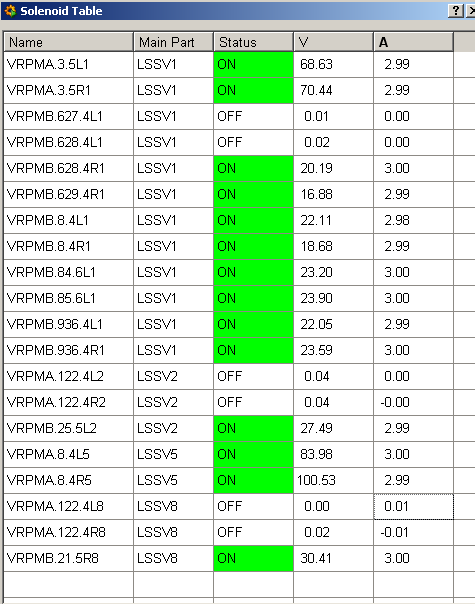 Solenoid Table
Name Main Part Status V A
VRPMA.3.5L1 LSSV1 ON 68.63 2.99
VRPMA.3.5R1 LSSV1 ON 70.44 2.99
VRPMB.627.4L1 LSSV1 OFF 0.01 0.00
VRPMB.628.4L1 LSSV1 OFF 0.02 0.00
VRPMB.628.4R1 LSSV1 ON 20.19 3.00
VRPMB.629.4R1 LSSV1 ON 16.88 2.99
VRPMB.8.4L1 LSSV1 ON 22.11 2.98
VRPMB.8.4R1 LSSV1 ON 18.68 2.99
VRPMB.84.6L1 LSSV1 ON 23.20 3.00
VRPMB.85.6L1 LSSV1 ON 23.90 3.00
VRPMB.936.4L1 LSSV1 ON 22.05 2.99
VRPMB.936.4R1 LSSV1 ON 23.59 3.00
VRPMA.122.4L2 LSSV2 OFF 0.04 0.00
VRPMA.122.4R2 LSSV2 OFF 0.04 -0.00
VRPMB.25.5L2 LSSV2 ON 27.49 2.99
VRPMA.8.4L5 LSSV5 ON 83.98 3.00
VRPMA.8.4R5 LSSV5 ON 100.53 2.99
VRPMA.122.4L8 LSSV8 OFF 0.00 0.01
VRPMA.122.4R8 LSSV8 OFF 0.02 -0.01
VRPMB.21.5R8 LSSV8 ON 30.41 3.00